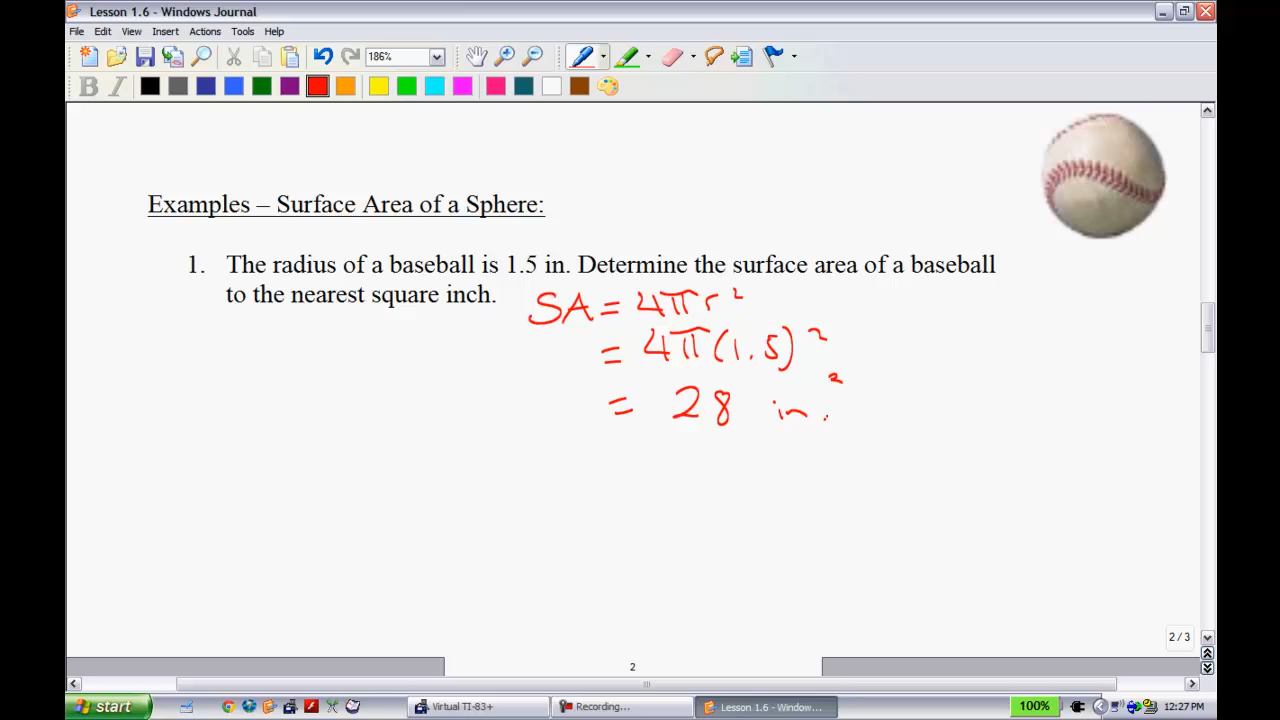 Lesson 1.6 - Windows Journal
File Edit View Insert Actions Tools Help
186%
B I
Examples – Surface Area of a Sphere:
1. The radius of a baseball is 1.5 in. Determine the surface area of a baseball
to the nearest square inch.
SA = 4πr²
= 4π(1.5)²
= 28 in.²
2/3
2
start
Virtual TI-83+
Recording...
Lesson 1.6 - Window...
100%
12:27 PM